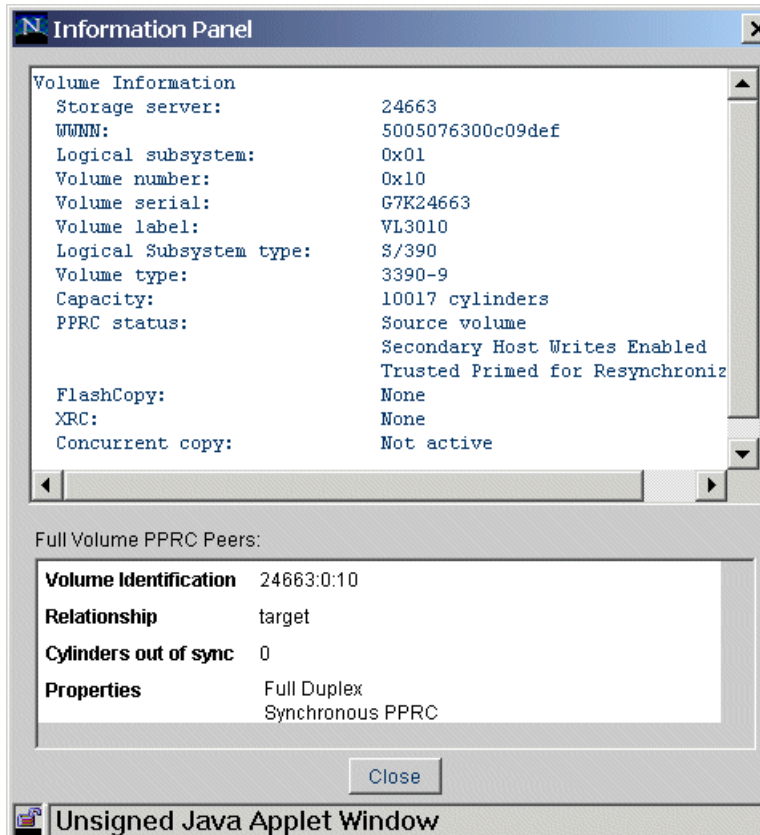 Information Panel
Volume Information
Storage server: 24663
WWNN: 5005076300c09def
Logical subsystem: 0x01
Volume number: 0x10
Volume serial: G7K24663
Volume label: VL3010
Logical Subsystem type: S/390
Volume type: 3390-9
Capacity: 10017 cylinders
PPRC status: Source volume
Secondary Host Writes Enabled
Trusted Primed for Resynchroniz
FlashCopy: None
XRC: None
Concurrent copy: Not active
Full Volume PPRC Peers:
Volume Identification 24663:0:10
Relationship target
Cylinders out of sync 0
Properties Full Duplex
Synchronous PPRC
Close
Unsigned Java Applet Window